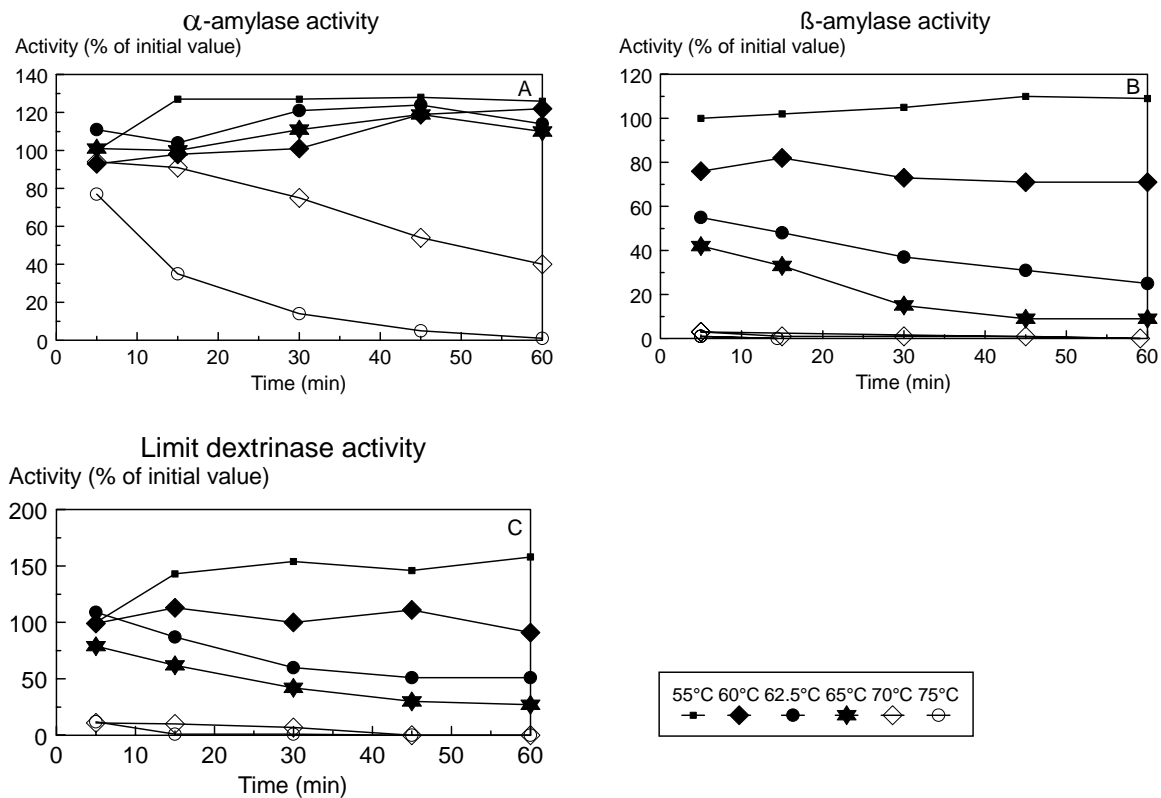 α-amylase activity
Activity (% of initial value)
A
140
120
100
80
60
40
20
0
0 10 20 30 40 50 60
Time (min)
ß-amylase activity
Activity (% of initial value)
B
120
100
80
60
40
20
0
0 10 20 30 40 50 60
Time (min)
Limit dextrinase activity
Activity (% of initial value)
C
200
150
100
50
0
0 10 20 30 40 50 60
Time (min)
55°C 60°C 62.5°C 65°C 70°C 75°C